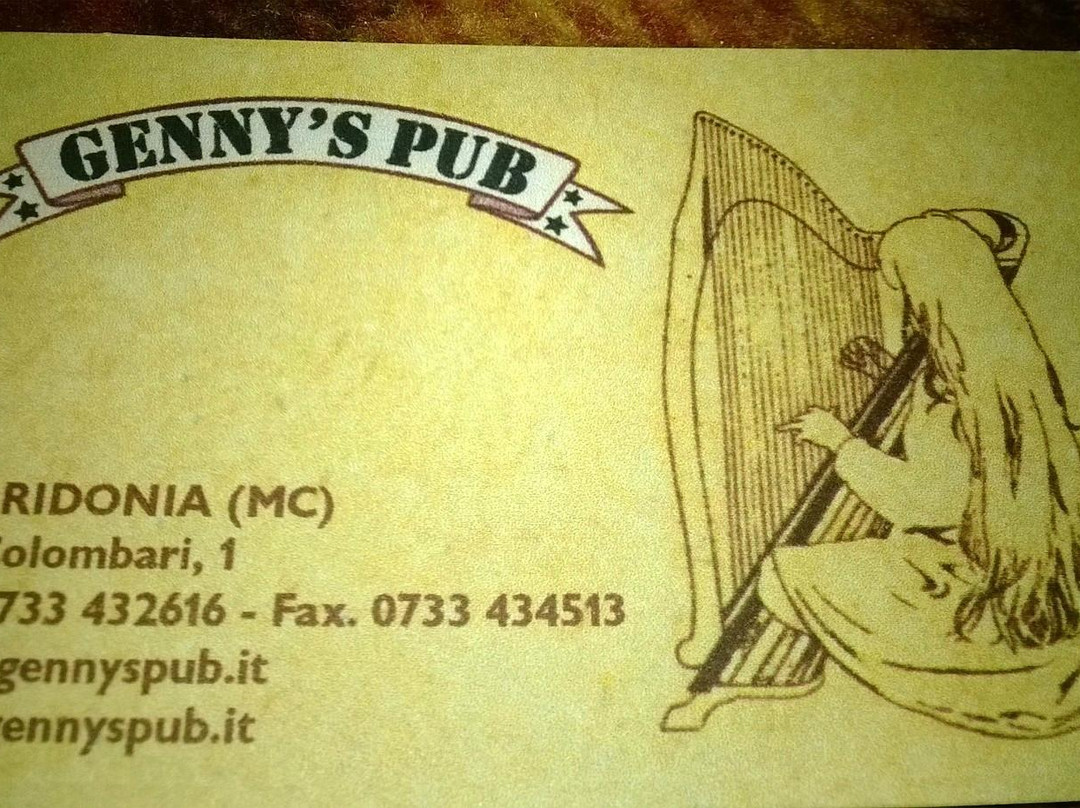 GENNY'S PUB
RIDONIA (MC)
olombari, 1
733 432616 - Fax. 0733 434513
gennyspub.it
ennyspub.it